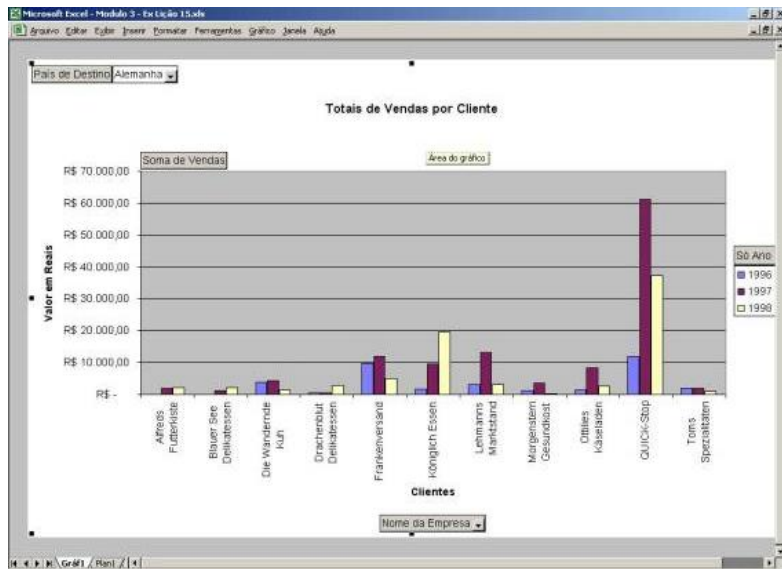 Microsoft Excel - Modulo 3 - Ex Lição 15.xls
Arquivo Editar Exibir Inserir Formatar Ferramentas Gráfico Janela Ajuda
País de Destino Alemanha
Totais de Vendas por Cliente
Soma de Vendas
Área do gráfico
R$ 70.000,00
R$ 60.000,00
R$ 50.000,00
R$ 40.000,00
R$ 30.000,00
R$ 20.000,00
R$ 10.000,00
R$ -
Valor em Reais
Só Ano
1996
1997
1998
Alfreds
Futterkiste
Blauer See
Delikatessen
Die Wandernde
Kuh
Drachenblut
Delikatessen
Frankenversand
Königlich Essen
Lehmanns
Marktstand
Morgenstern
Gesundkost
Ottilies
Käseladen
QUICK-Stop
Toms
Spezialitäten
Clientes
Nome da Empresa
Gráf1 Plan1